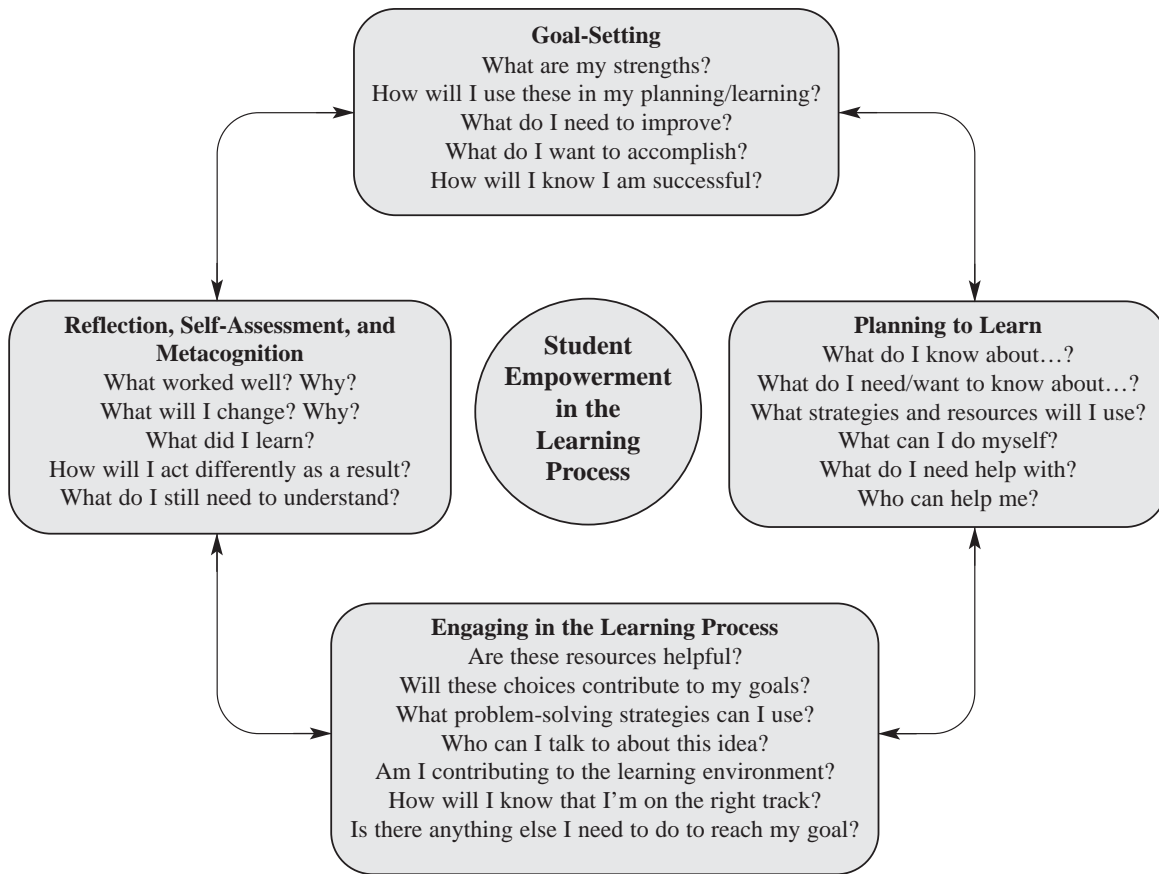 Goal-Setting
What are my strengths?
How will I use these in my planning/learning?
What do I need to improve?
What do I want to accomplish?
How will I know I am successful?
Reflection, Self-Assessment, and
Metacognition
What worked well? Why?
What will I change? Why?
What did I learn?
How will I act differently as a result?
What do I still need to understand?
Student
Empowerment
in the
Learning
Process
Planning to Learn
What do I know about…?
What do I need/want to know about…?
What strategies and resources will I use?
What can I do myself?
What do I need help with?
Who can help me?
Engaging in the Learning Process
Are these resources helpful?
Will these choices contribute to my goals?
What problem-solving strategies can I use?
Who can I talk to about this idea?
Am I contributing to the learning environment?
How will I know that I’m on the right track?
Is there anything else I need to do to reach my goal?